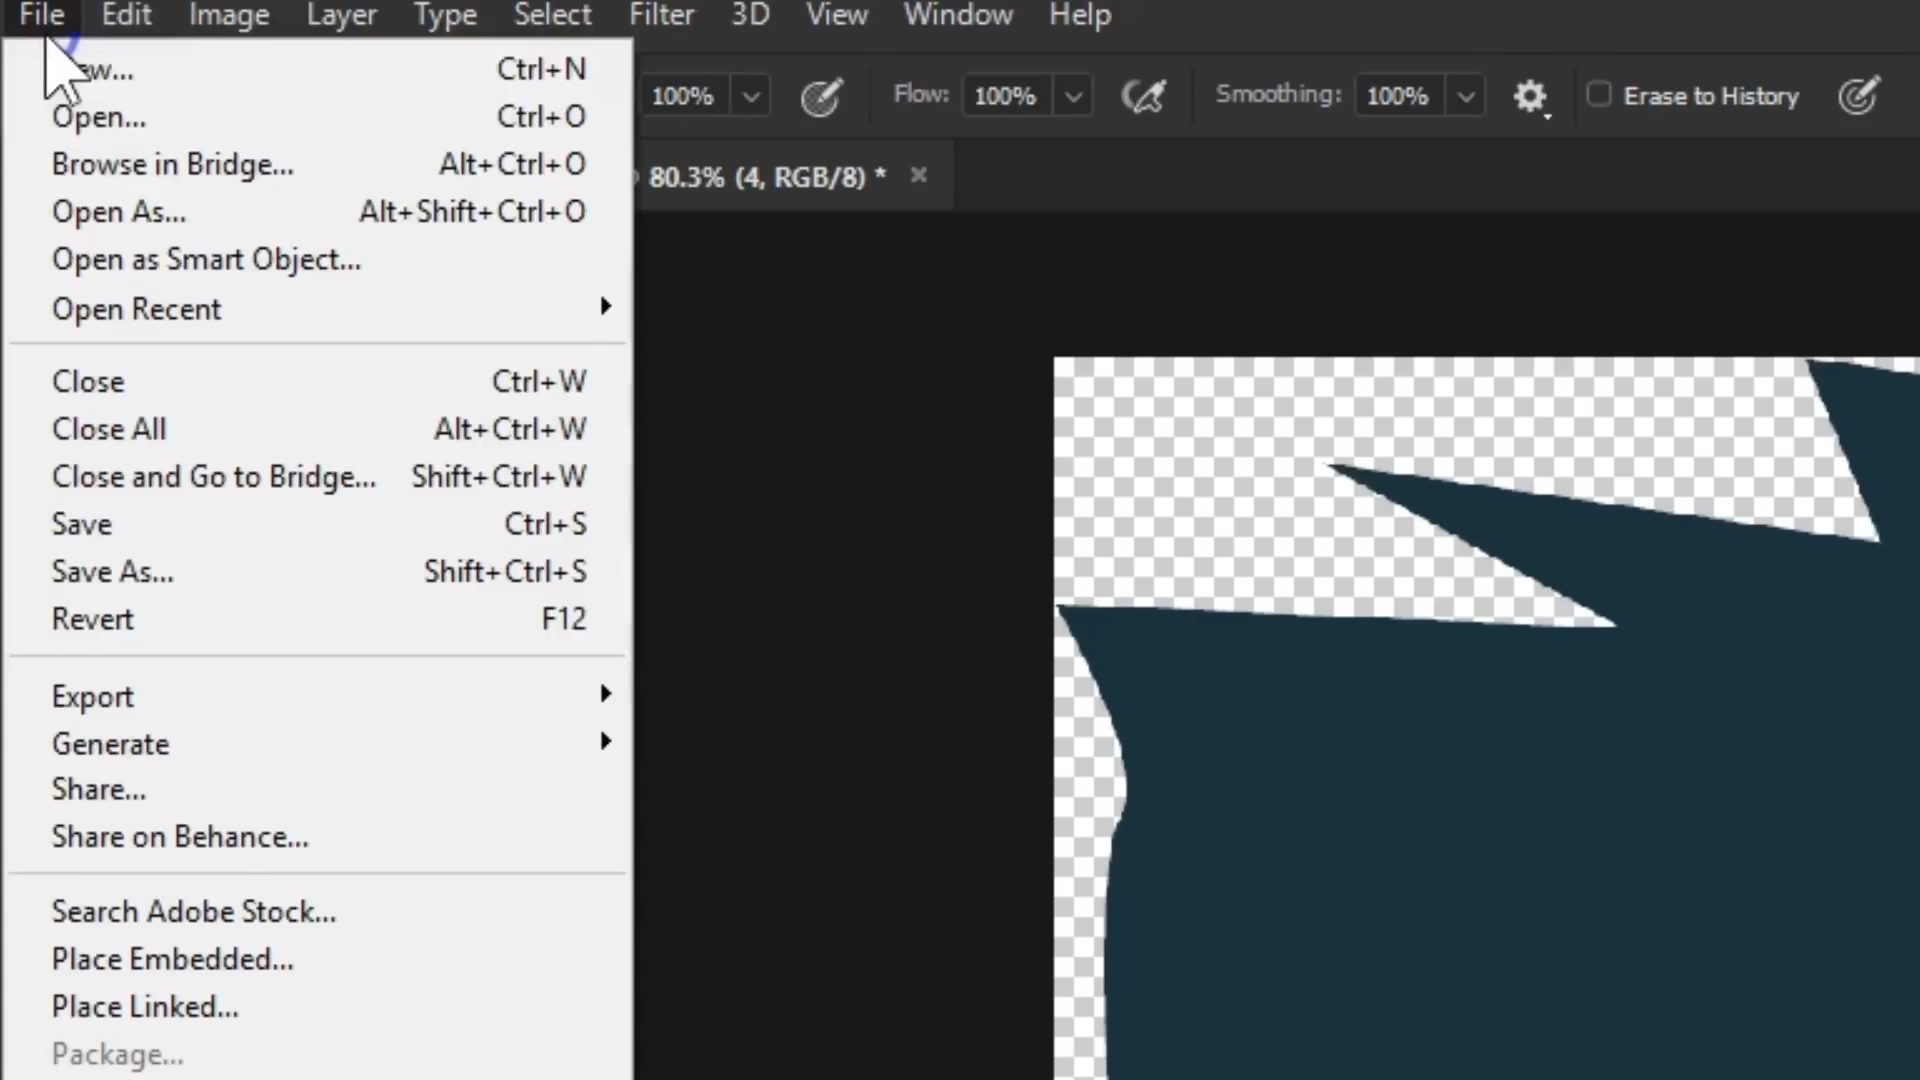 File Edit Image Layer Type Select Filter 3D View Window Help
100% Flow: 100% Smoothing: 100% Erase to History
80.3% (4, RGB/8) * ×
Ctrl+N
Open... Ctrl+O
Browse in Bridge... Alt+Ctrl+O
Open As... Alt+Shift+Ctrl+O
Open as Smart Object...
Open Recent
Close Ctrl+W
Close All Alt+Ctrl+W
Close and Go to Bridge... Shift+Ctrl+W
Save Ctrl+S
Save As... Shift+Ctrl+S
Revert F12
Export
Generate
Share...
Share on Behance...
Search Adobe Stock...
Place Embedded...
Place Linked...
Package...